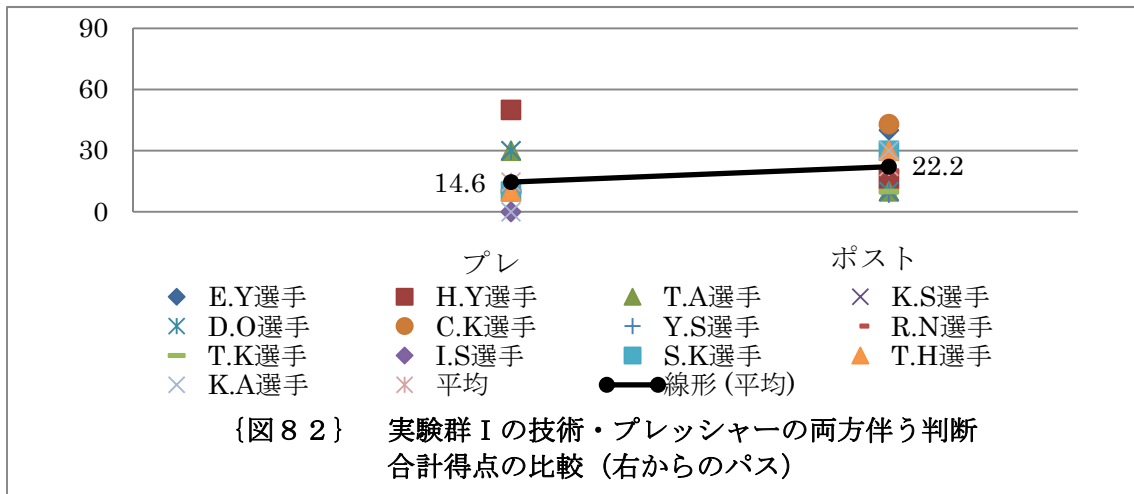 90
60
30
0
14.6
22.2
プレ ポスト
E.Y選手 H.Y選手 T.A選手 K.S選手
D.O選手 C.K選手 Y.S選手 R.N選手
T.K選手 I.S選手 S.K選手 T.H選手
K.A選手 平均 線形 (平均)
{図８２} 実験群Ⅰの技術・プレッシャーの両方伴う判断
合計得点の比較（右からのパス）